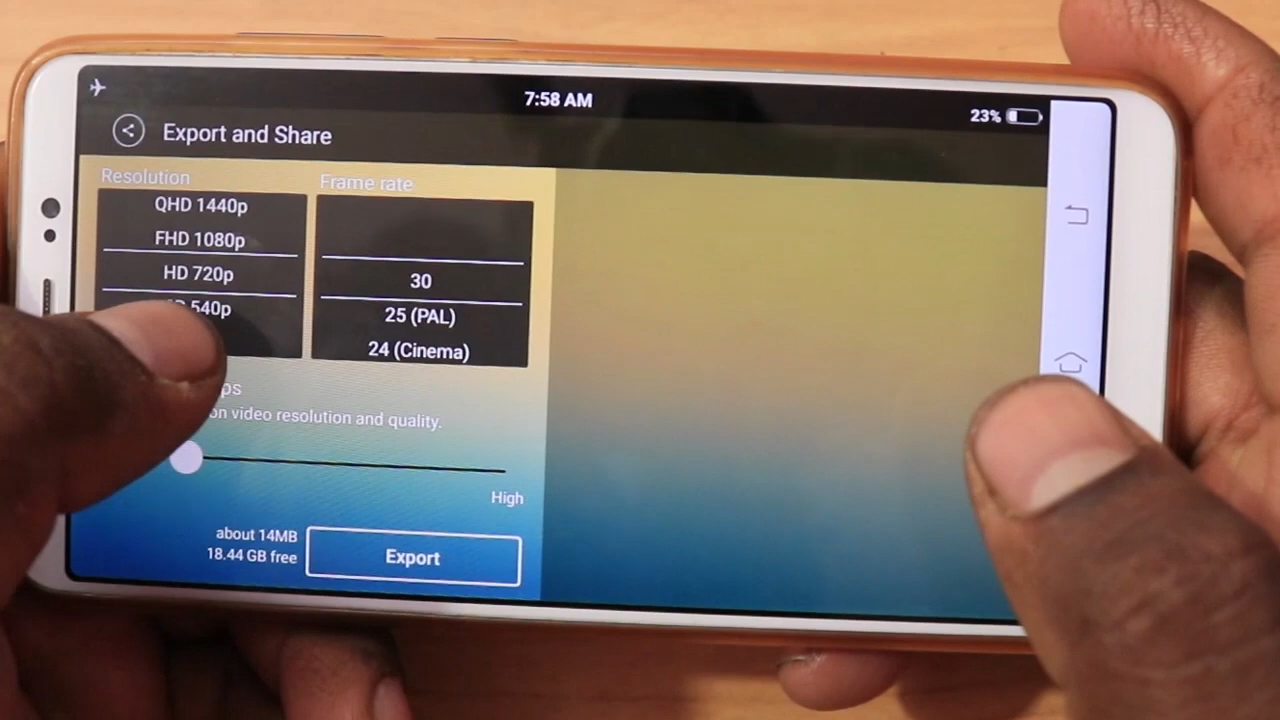 7:58 AM
23%
Export and Share
Resolution
Frame rate
QHD 1440p
FHD 1080p
HD 720p
540p
30
25 (PAL)
24 (Cinema)
on video resolution and quality.
High
about 14MB
18.44 GB free
Export